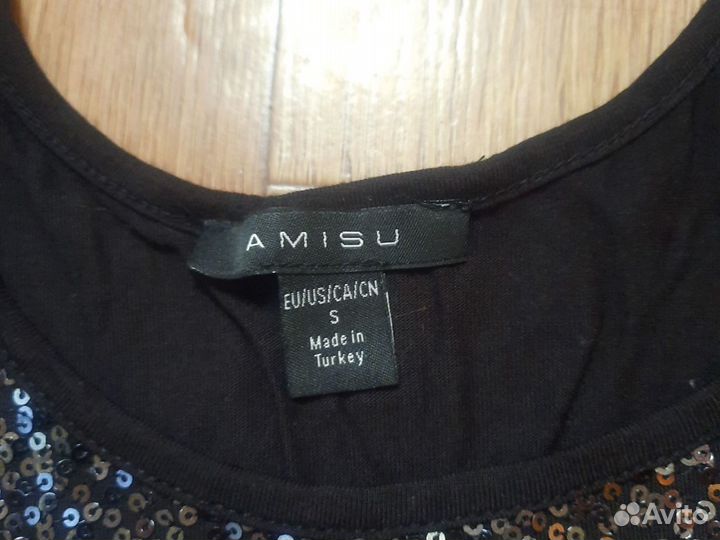 AMISU
EU/US/CA/CN
S
Made in
Turkey
Avito